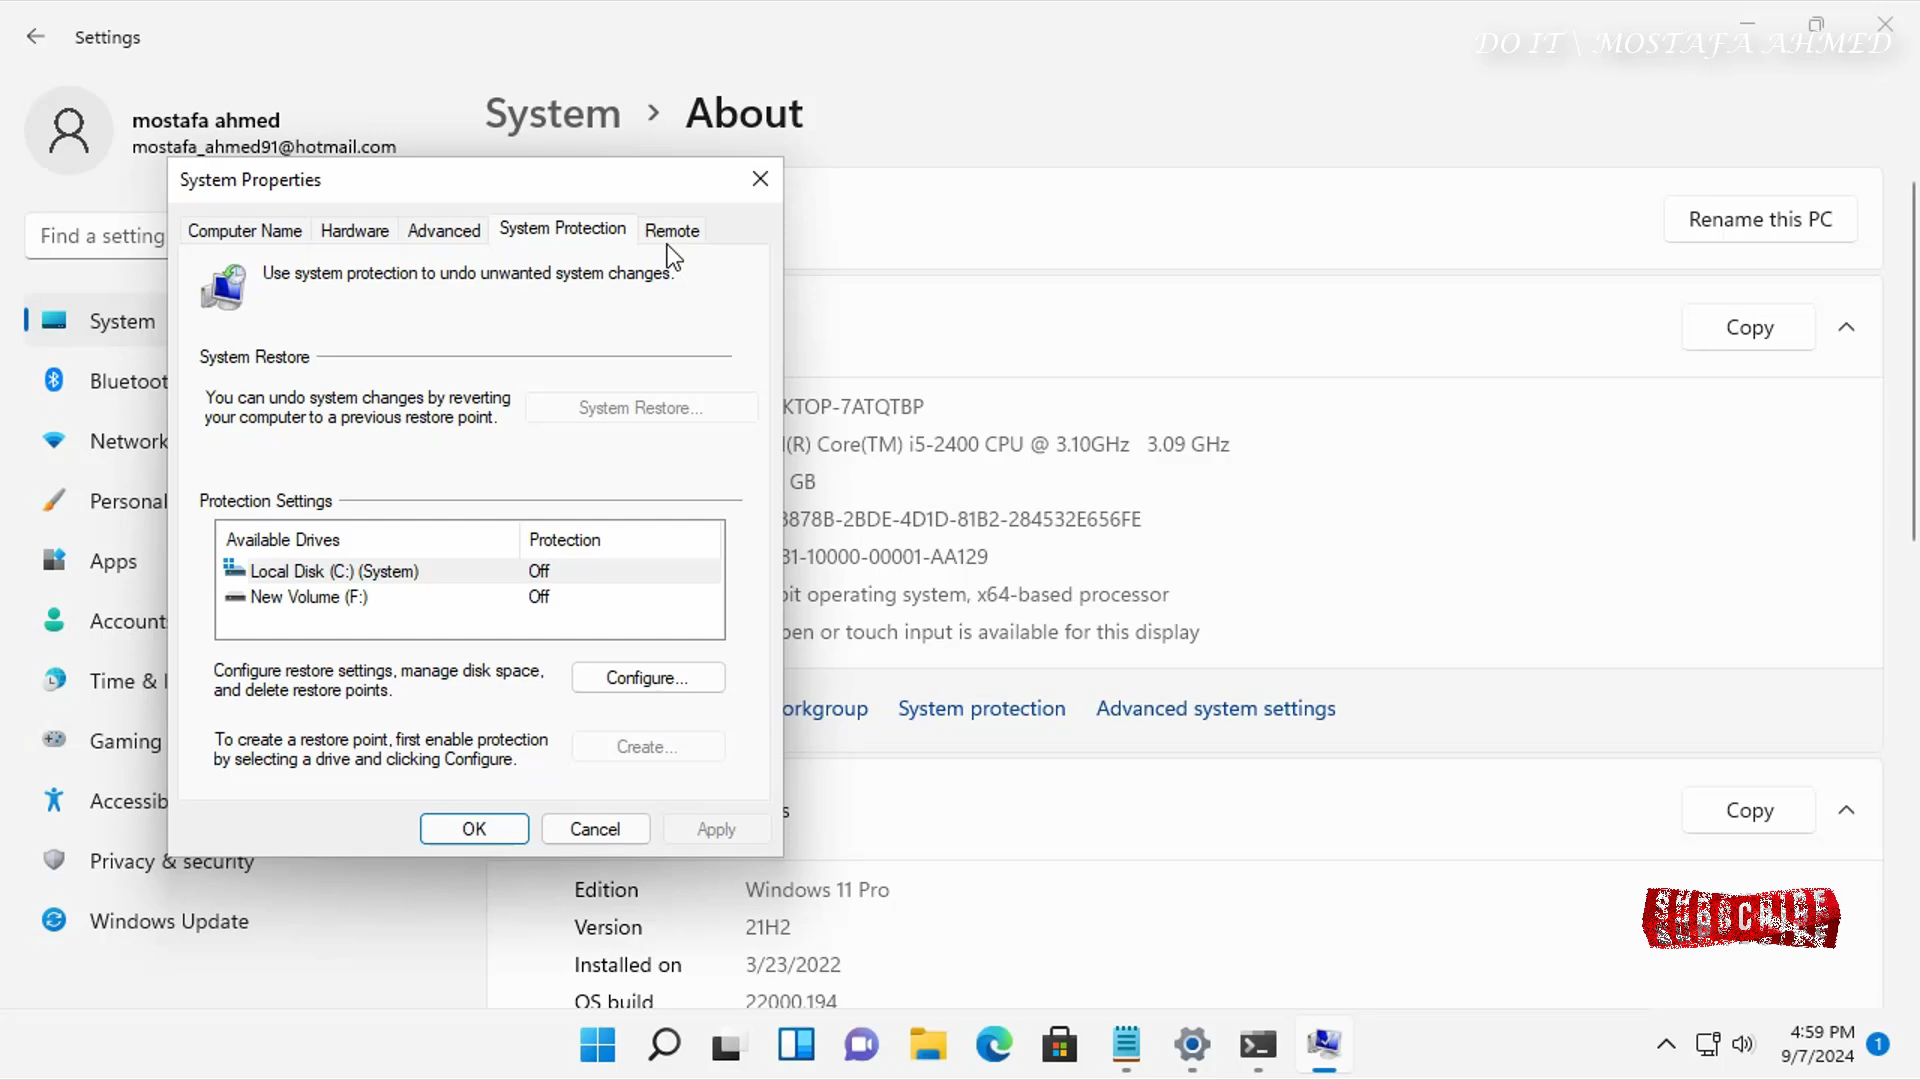 Settings
DO IT \ MOSTAFA AHMED
mostafa ahmed
mostafa_ahmed91@hotmail.com
System > About
System Properties
Find a setting
Rename this PC
Computer Name
Hardware
Advanced
System Protection
Remote
Use system protection to undo unwanted system changes.
System Restore
You can undo system changes by reverting
your computer to a previous restore point.
System Restore...
Protection Settings
Available Drives
Protection
Local Disk (C:) (System)
Off
New Volume (F:)
Off
Configure restore settings, manage disk space,
and delete restore points.
Configure...
To create a restore point, first enable protection
by selecting a drive and clicking Configure.
Create...
OK
Cancel
Apply
System
Bluetoot
Network
Personal
Apps
Account
Time & l
Gaming
Accessib
Privacy & security
Windows Update
Copy
KTOP-7ATQTBP
(R) Core(TM) i5-2400 CPU @ 3.10GHz 3.09 GHz
GB
3878B-2BDE-4D1D-81B2-284532E656FE
31-10000-00001-AA129
bit operating system, x64-based processor
pen or touch input is available for this display
orkgroup
System protection
Advanced system settings
s
Copy
Edition
Windows 11 Pro
Version
21H2
Installed on
3/23/2022
OS build
22000.194
SUBSCRIBE
4:59 PM
9/7/2024
1